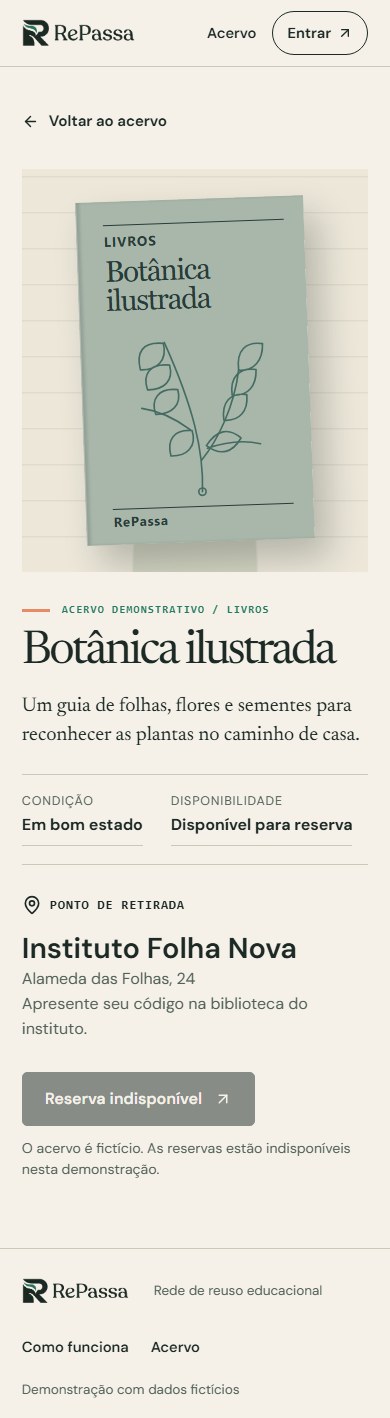 RePassa
Acervo
Entrar
Voltar ao acervo
LIVROS
Botânica
ilustrada
RePassa
ACERVO DEMONSTRATIVO / LIVROS
Botânica ilustrada
Um guia de folhas, flores e sementes para
reconhecer as plantas no caminho de casa.
CONDIÇÃO
Em bom estado
DISPONIBILIDADE
Disponível para reserva
PONTO DE RETIRADA
Instituto Folha Nova
Alameda das Folhas, 24
Apresente seu código na biblioteca do
instituto.
Reserva indisponível
O acervo é fictício. As reservas estão indisponíveis
nesta demonstração.
RePassa
Rede de reuso educacional
Como funciona
Acervo
Demonstração com dados fictícios